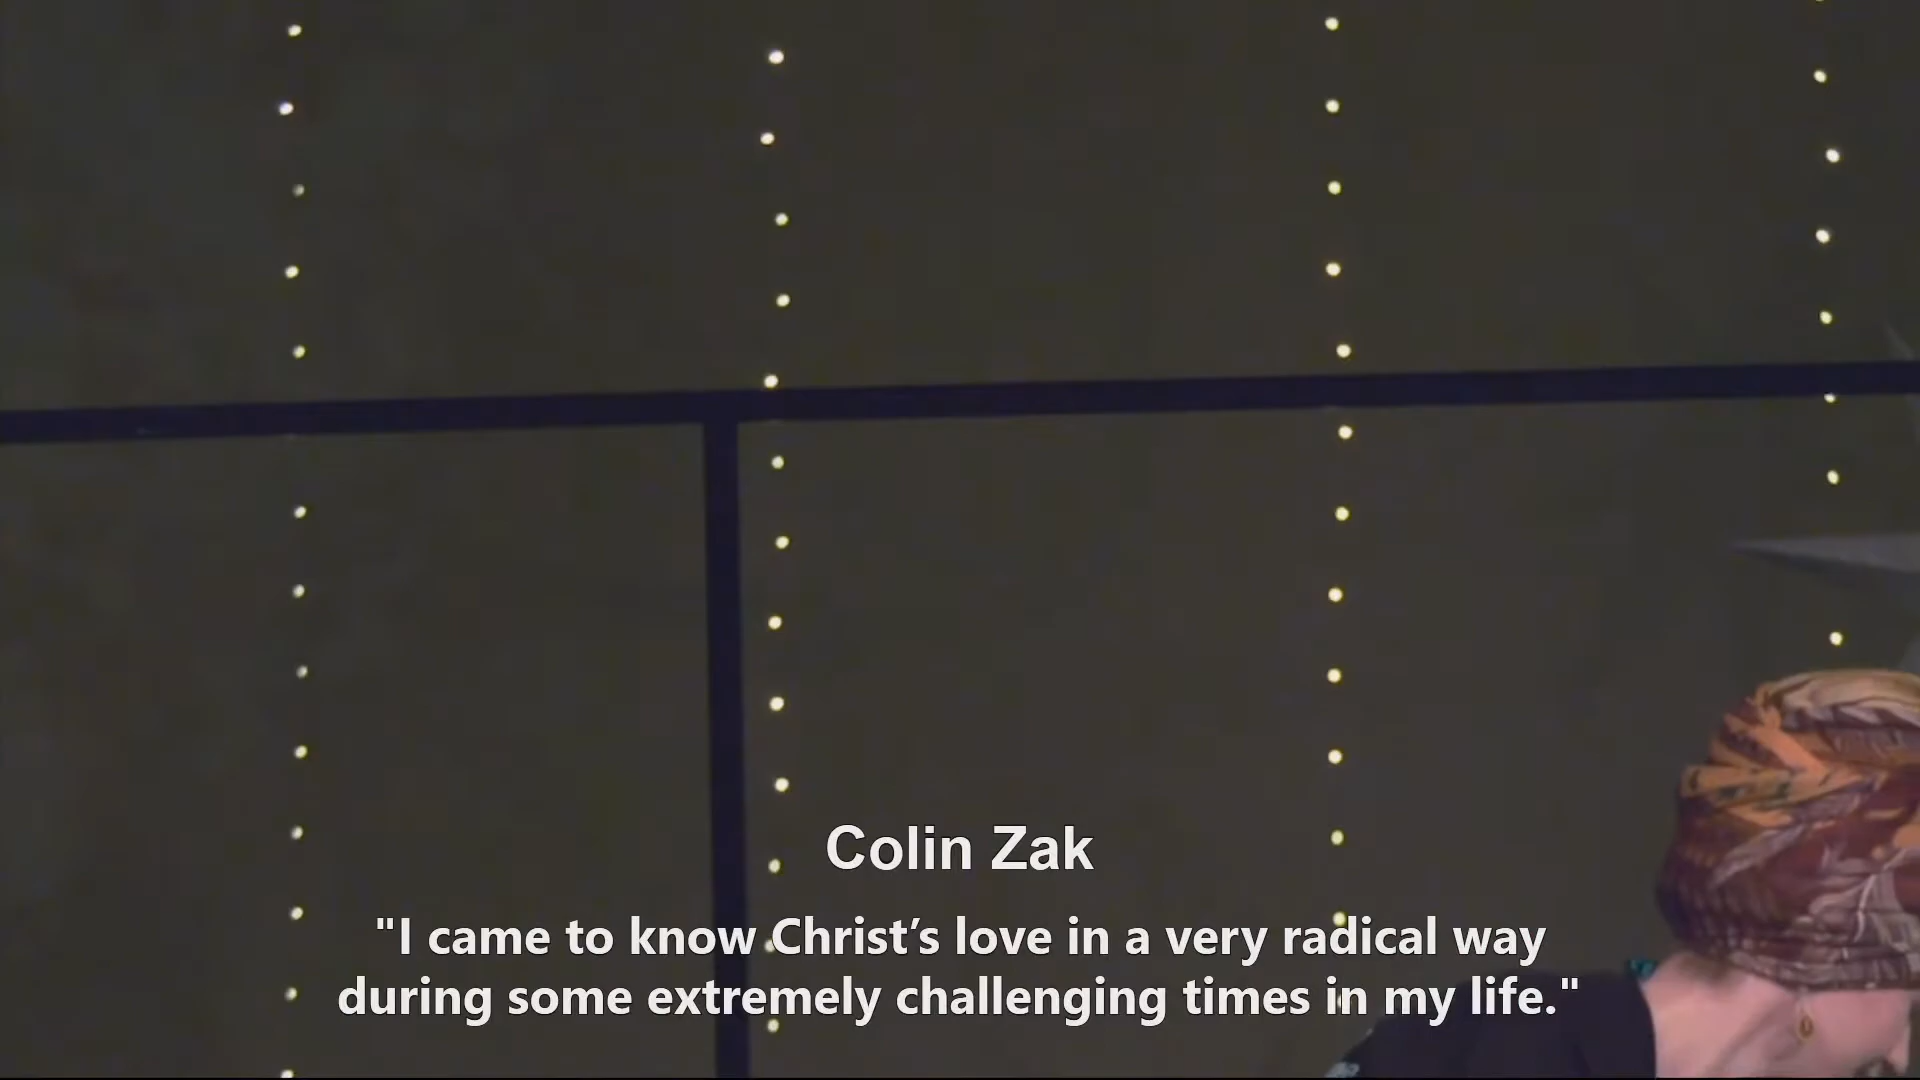 Colin Zak
"I came to know Christ’s love in a very radical way
during some extremely challenging times in my life."